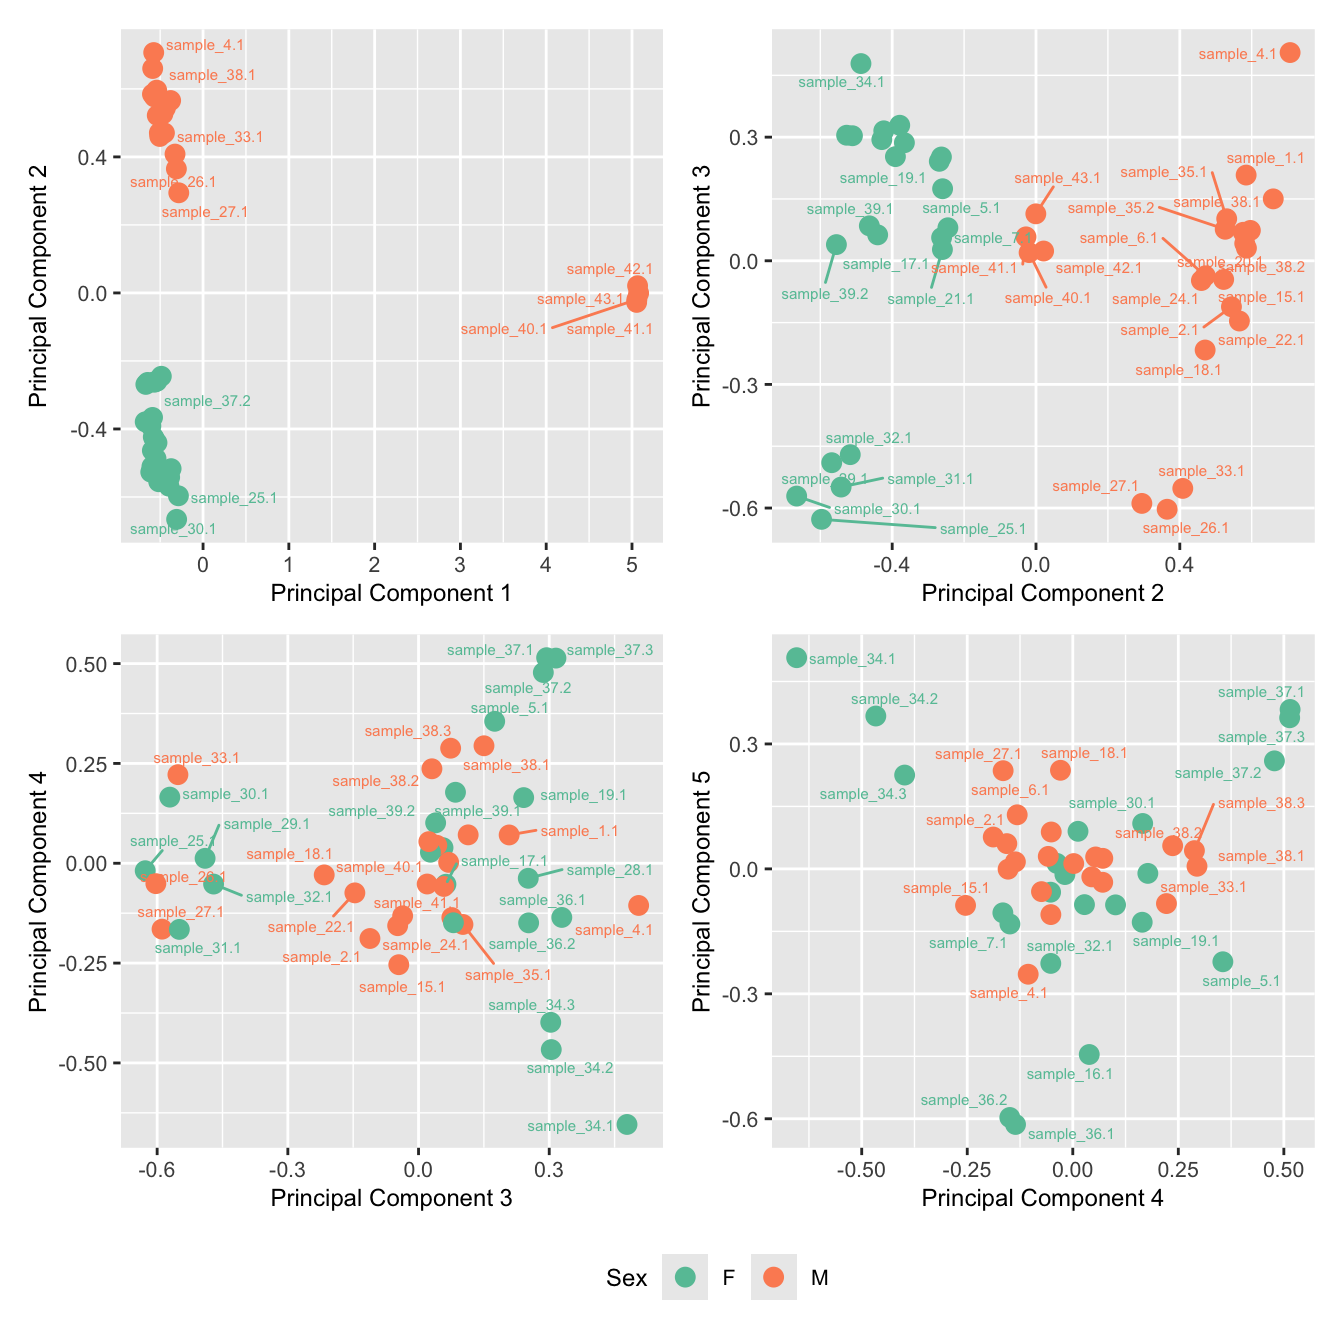 sample_4.1
sample_38.1
sample_33.1
sample_26.1
sample_27.1
sample_42.1
sample_43.1
sample_40.1
sample_41.1
sample_37.2
sample_25.1
sample_30.1
0.4
0.0
-0.4
0
1
2
3
4
5
Principal Component 1
Principal Component 2
sample_4.1
sample_34.1
sample_1.1
sample_35.1
sample_43.1
sample_19.1
sample_38.1
sample_35.2
sample_39.1
sample_5.1
sample_7.1
sample_6.1
sample_17.1
sample_41.1
sample_42.1
sample_20.1
sample_38.2
sample_39.2
sample_21.1
sample_40.1
sample_24.1
sample_15.1
sample_2.1
sample_22.1
sample_18.1
sample_32.1
sample_29.1
sample_31.1
sample_33.1
sample_27.1
sample_30.1
sample_25.1
sample_26.1
0.3
0.0
-0.3
-0.6
-0.4
0.0
0.4
Principal Component 2
Principal Component 3
sample_37.1
sample_37.3
sample_37.2
sample_5.1
sample_38.3
sample_33.1
sample_38.1
sample_38.2
sample_30.1
sample_19.1
sample_39.2
sample_39.1
sample_29.1
sample_1.1
sample_25.1
sample_18.1
sample_17.1
sample_40.1
sample_28.1
sample_26.1
sample_32.1
sample_41.1
sample_36.1
sample_27.1
sample_22.1
sample_4.1
sample_31.1
sample_24.1
sample_36.2
sample_2.1
sample_35.1
sample_15.1
sample_34.3
sample_34.2
sample_34.1
0.50
0.25
0.00
-0.25
-0.50
-0.6
-0.3
0.0
0.3
Principal Component 3
Principal Component 4
sample_34.1
sample_34.2
sample_37.1
sample_37.3
sample_27.1
sample_18.1
sample_37.2
sample_34.3
sample_6.1
sample_30.1
sample_38.3
sample_2.1
sample_38.2
sample_38.1
sample_15.1
sample_33.1
sample_7.1
sample_32.1
sample_19.1
sample_5.1
sample_4.1
sample_16.1
sample_36.2
sample_36.1
0.3
0.0
-0.3
-0.6
-0.50
-0.25
0.00
0.25
0.50
Principal Component 4
Principal Component 5
Sex
F
M